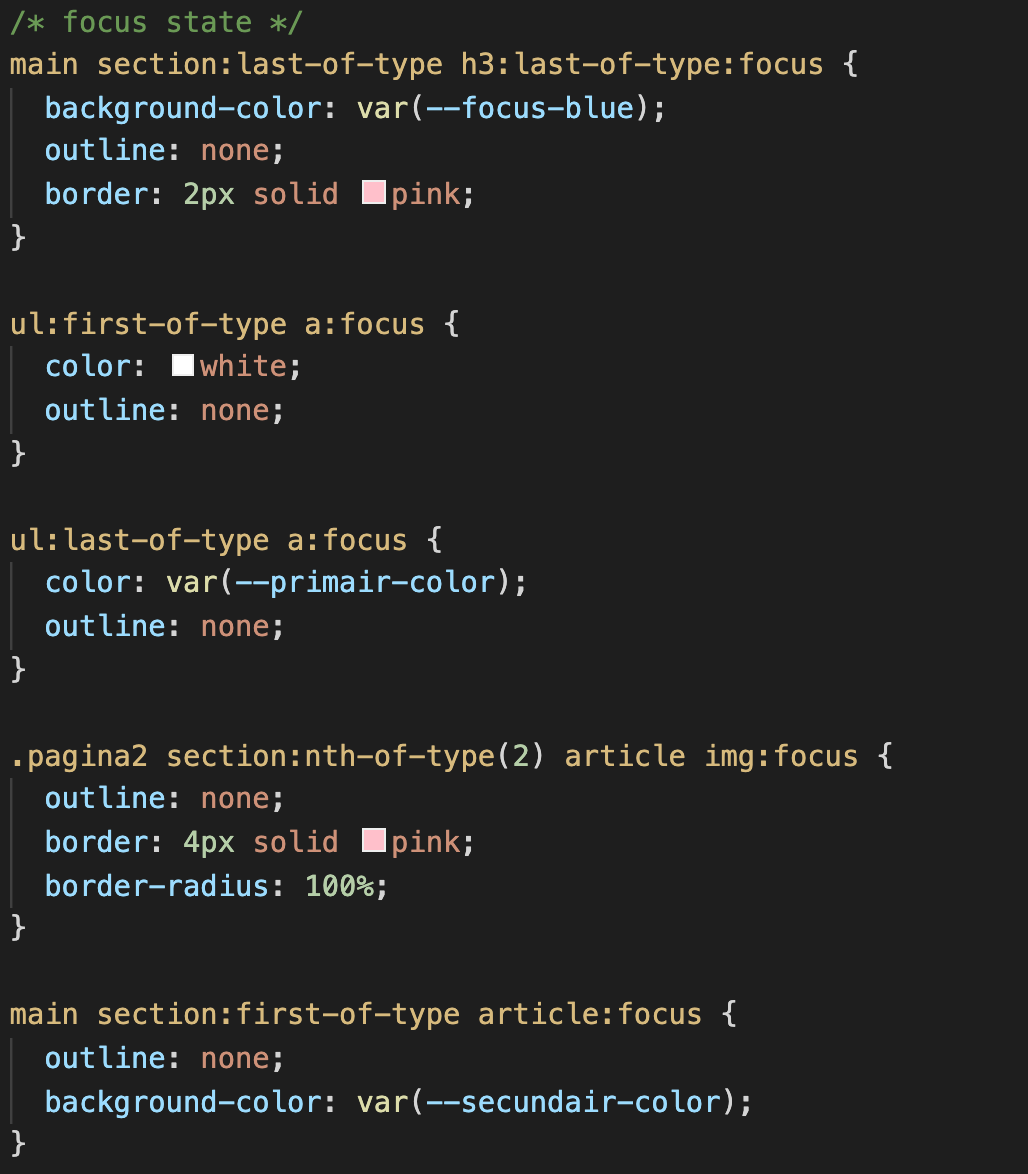 /* focus state */
main section:last-of-type h3:last-of-type:focus {
  background-color: var(--focus-blue);
  outline: none;
  border: 2px solid pink;
}

ul:first-of-type a:focus {
  color: white;
  outline: none;
}

ul:last-of-type a:focus {
  color: var(--primair-color);
  outline: none;
}

.pagina2 section:nth-of-type(2) article img:focus {
  outline: none;
  border: 4px solid pink;
  border-radius: 100%;
}

main section:first-of-type article:focus {
  outline: none;
  background-color: var(--secundair-color);
}